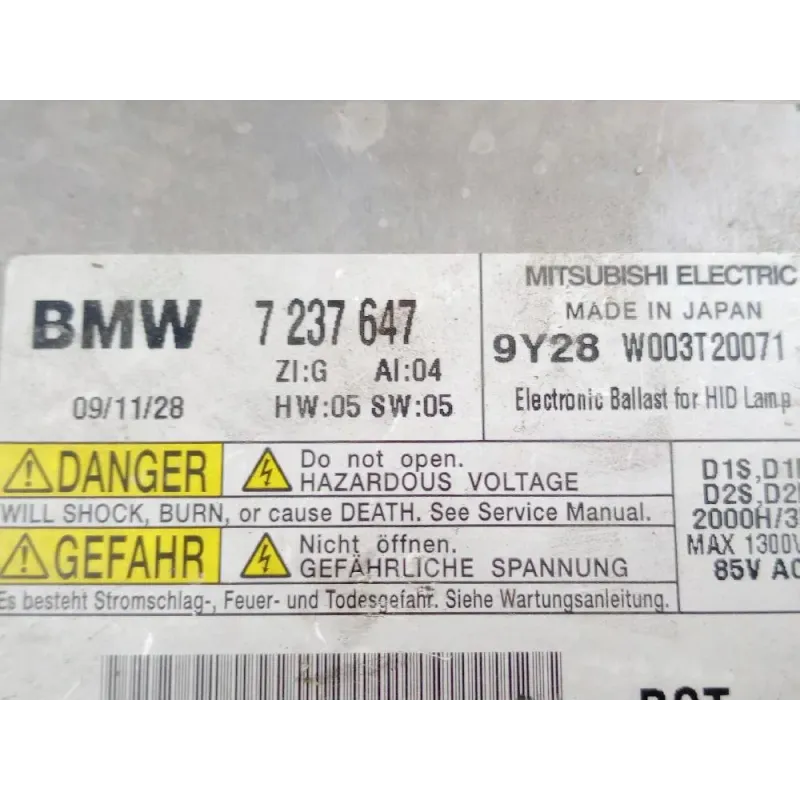 BMW 7 237 647
ZI:G AI:04
09/11/28 HW:05 SW:05
MITSUBISHI ELECTRIC
MADE IN JAPAN
9Y28 W003T20071
Electronic Ballast for HID Lamp
DANGER Do not open.
HAZARDOUS VOLTAGE
WILL SHOCK, BURN, or cause DEATH. See Service Manual.
GEFAHR Nicht öffnen.
GEFÄHRLICHE SPANNUNG
Es besteht Stromschlag-, Feuer- und Todesgefahr. Siehe Wartungsanleitung.
D1S,
D2S,
2000H/
MAX 1300V
85V AC